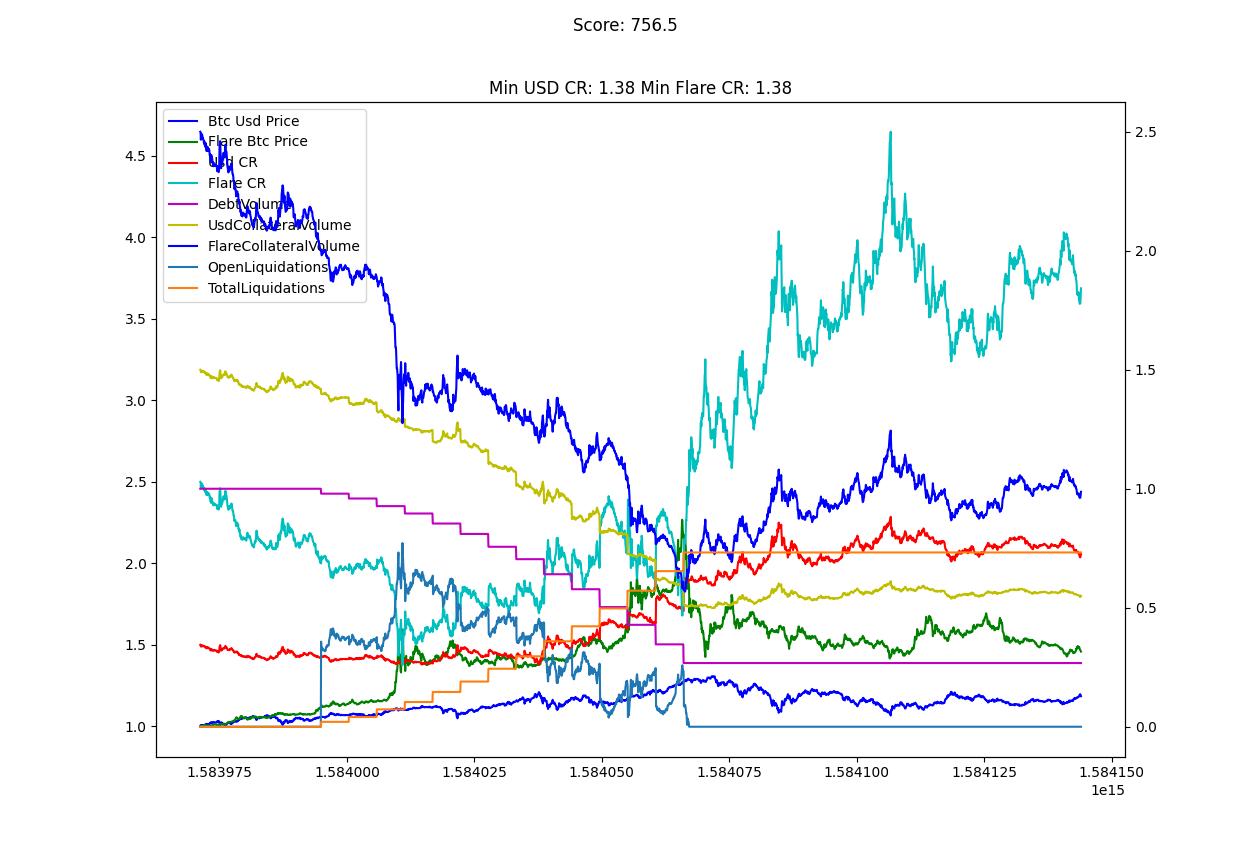 Score: 756.5
Min USD CR: 1.38 Min Flare CR: 1.38
Btc Usd Price
Flare Btc Price
Usd CR
Flare CR
DebtVolume
UsdCollateralVolume
FlareCollateralVolume
OpenLiquidations
TotalLiquidations
4.5
4.0
3.5
3.0
2.5
2.0
1.5
1.0
2.5
2.0
1.5
1.0
0.5
0.0
1.583975
1.584000
1.584025
1.584050
1.584075
1.584100
1.584125
1.584150
1e15